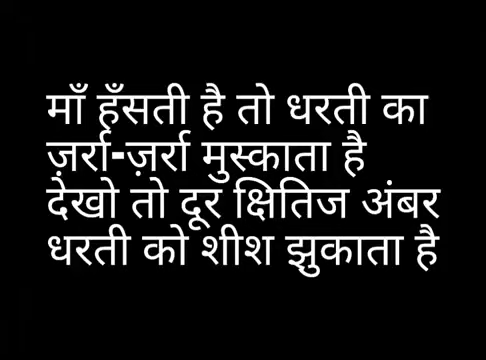 माँ हँसती है तो धरती का
ज़र्रा-ज़र्रा मुस्काता है
देखो तो दूर क्षितिज अंबर
धरती को शीश झुकाता है